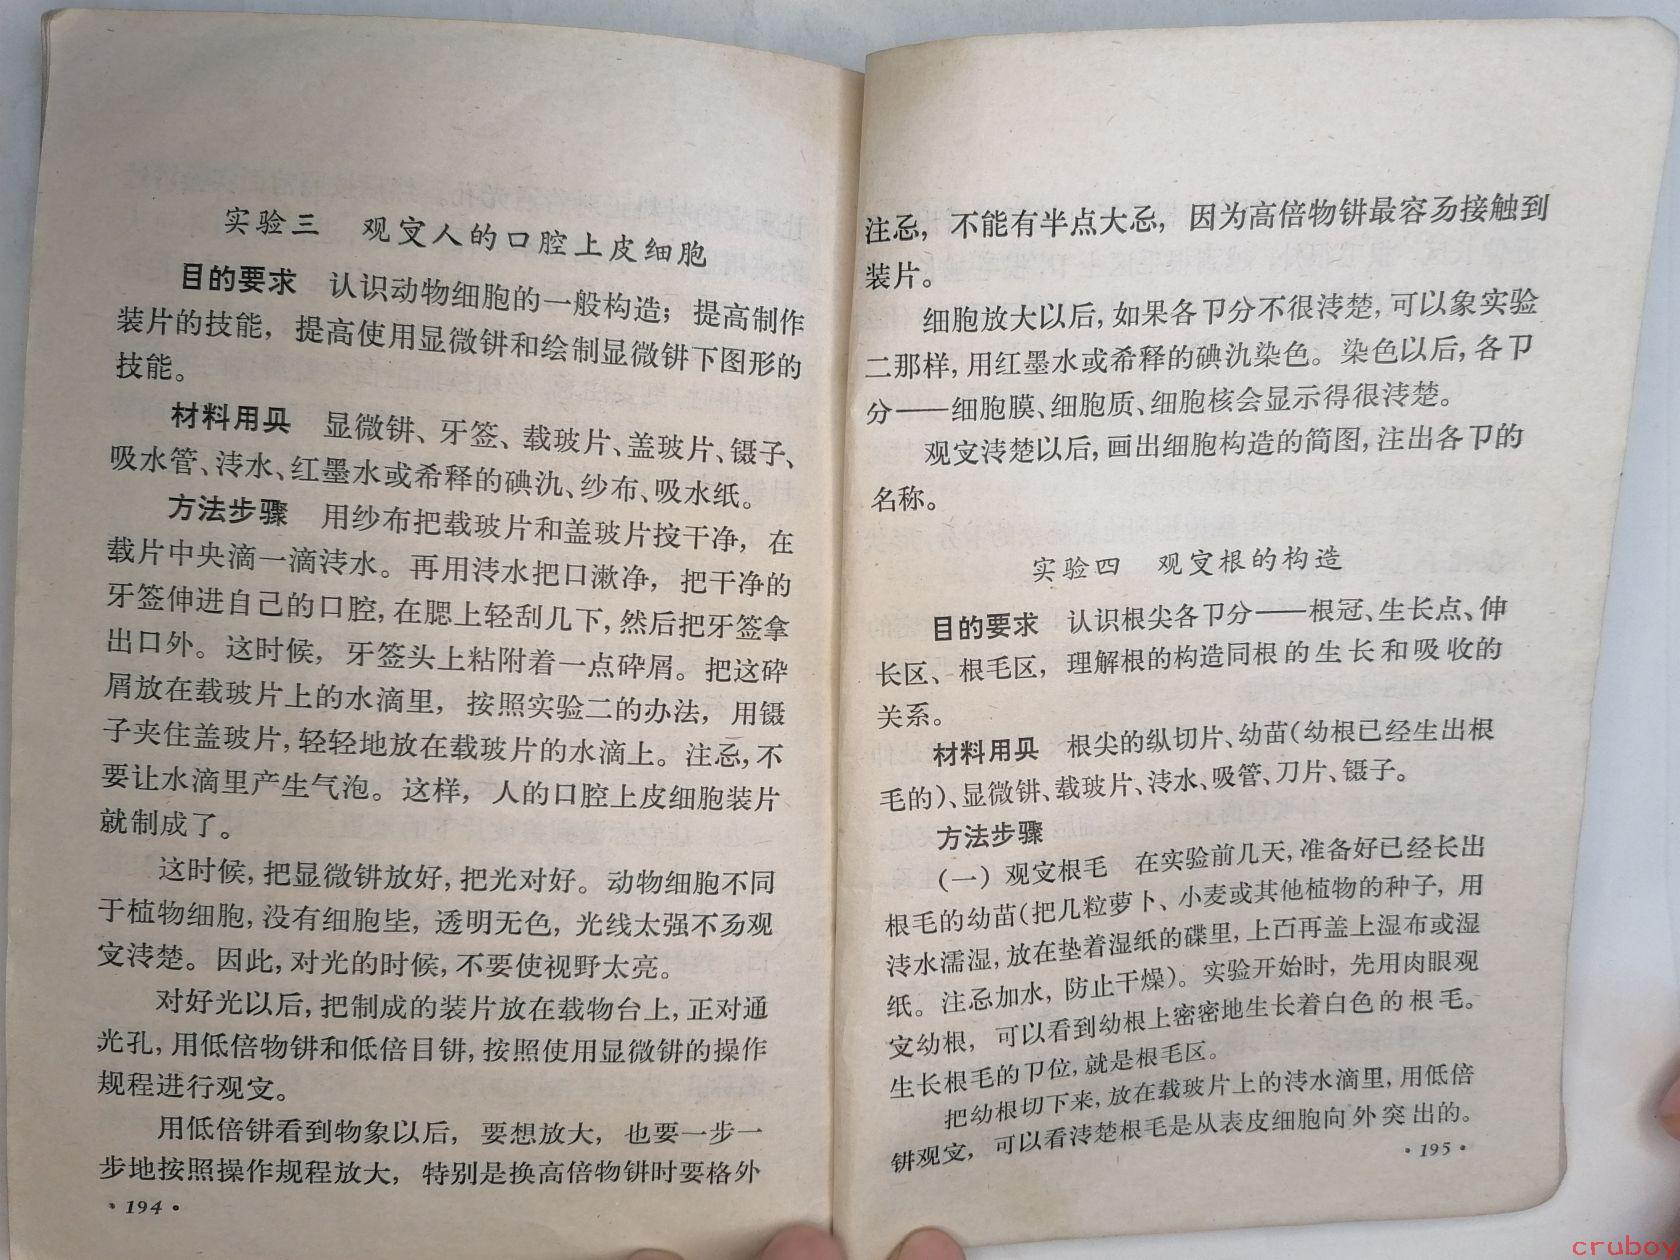 实验三　观察人的口腔上皮细胞
目的要求　认识动物细胞的一般构造；提高制作
装片的技能，提高使用显微镜和绘制显微镜下图形的
技能。
材料用具　显微镜、牙签、载玻片、盖玻片、镊子、
吸水管、清水、红墨水或希释的碘液、纱布、吸水纸。
方法步骤　用纱布把载玻片和盖玻片擦干净，在
载片中央滴一滴清水。再用清水把口漱净，把干净的
牙签伸进自己的口腔，在腮上轻刮几下，然后把牙签拿
出口外。这时候，牙签头上粘附着一点碎屑。把这碎
屑放在载玻片上的水滴里，按照实验二的办法，用镊
子夹住盖玻片，轻轻地放在载玻片的水滴上。注意，不
要让水滴里产生气泡。这样，人的口腔上皮细胞装片
就制成了。
这时候，把显微镜放好，把光对好。动物细胞不同
于植物细胞，没有细胞壁，透明无色，光线太强不易观
察清楚。因此，对光的时候，不要使视野太亮。
对好光以后，把制成的装片放在载物台上，正对通
光孔，用低倍物镜和低倍目镜，按照使用显微镜的操作
规程进行观察。
用低倍镜看到物象以后，要想放大，也要一步一
步地按照操作规程放大，特别是换高倍物镜时要格外
·194·
注意，不能有半点大意，因为高倍物镜最容易接触到
装片。
细胞放大以后，如果各部分不很清楚，可以象实验
二那样，用红墨水或希释的碘液染色。染色以后，各部
分——细胞膜、细胞质、细胞核会显示得很清楚。
观察清楚以后，画出细胞构造的简图，注出各部的
名称。
实验四　观察根的构造
目的要求　认识根尖各部分——根冠、生长点、伸
长区、根毛区，理解根的构造同根的生长和吸收的
关系。
材料用具　根尖的纵切片、幼苗（幼根已经生出根
毛的）、显微镜、载玻片、清水、吸管、刀片、镊子。
方法步骤
（一）观察根毛　在实验前几天，准备好已经长出
根毛的幼苗（把几粒萝卜、小麦或其他植物的种子，用
清水濡湿，放在垫着湿纸的碟里，上面再盖上湿布或湿
纸。注意加水，防止干燥）。实验开始时，先用肉眼观
察幼根，可以看到幼根上密密地生长着白色的根毛。
生长根毛的部位，就是根毛区。
把幼根切下来，放在载玻片上的清水滴里，用低倍
镜观察，可以看清楚根毛是从表皮细胞向外突出的。
·195·
cruboy